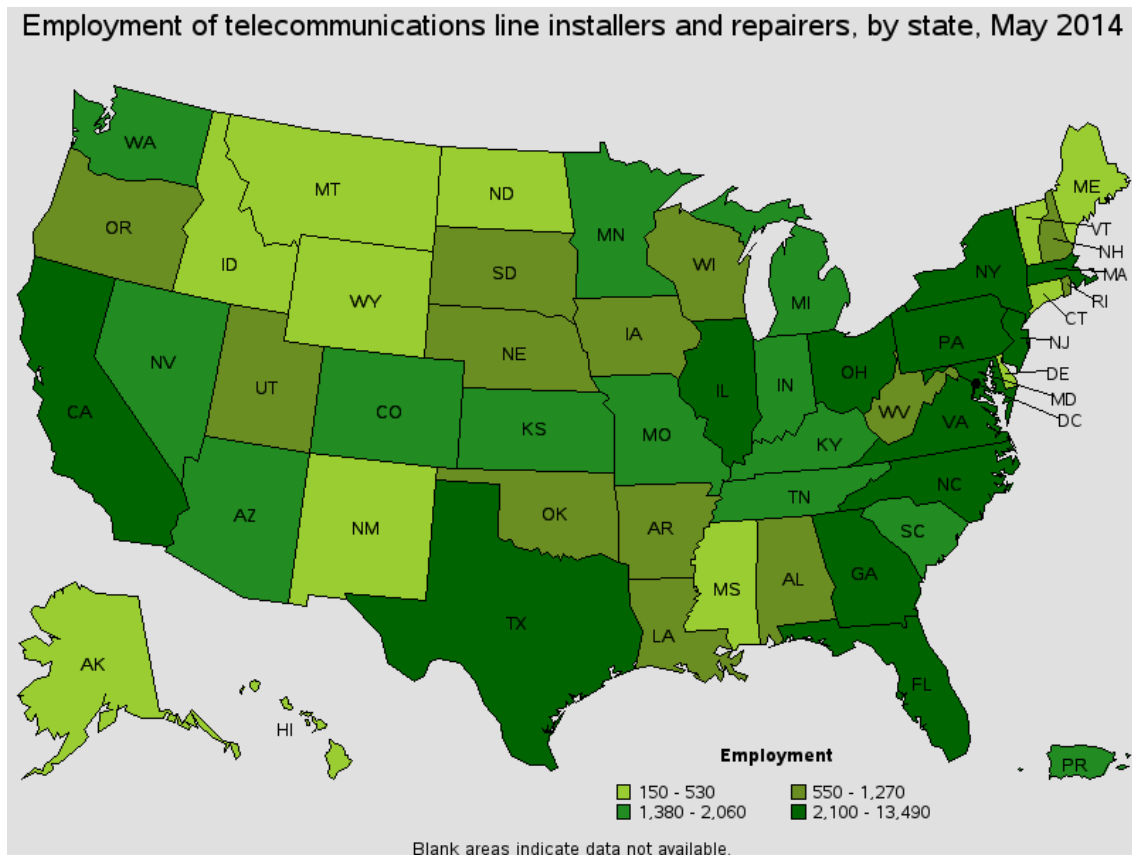 Employment of telecommunications line installers and repairers, by state, May 2014
WA
MT
ND
MN
ME
VT
NH
OR
ID
WY
SD
WI
MI
NY
MA
RI
CT
NV
UT
CO
NE
IA
IL
IN
OH
PA
NJ
DE
MD
DC
CA
KS
MO
KY
WV
VA
AZ
NM
OK
AR
TN
NC
SC
TX
LA
MS
AL
GA
FL
AK
HI
PR
Employment
150 - 530 550 - 1,270
1,380 - 2,060 2,100 - 13,490
Blank areas indicate data not available.